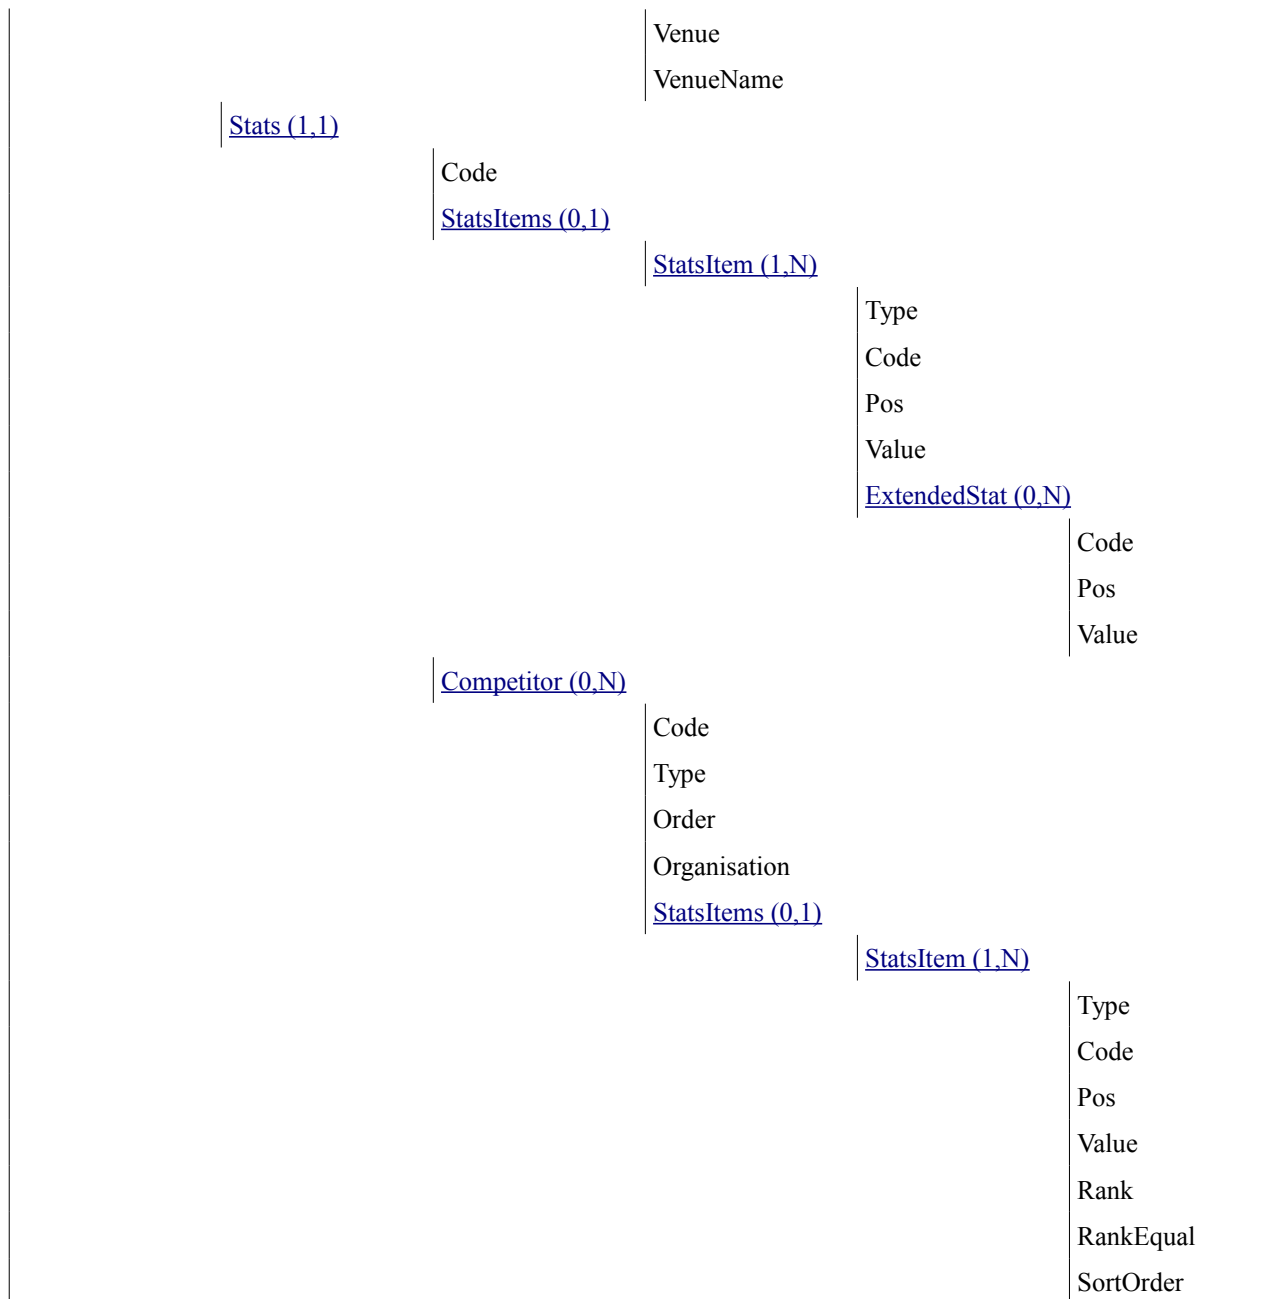 Venue
VenueName
Stats (1,1)
Code
StatsItems (0,1)
StatsItem (1,N)
Type
Code
Pos
Value
ExtendedStat (0,N)
Code
Pos
Value
Competitor (0,N)
Code
Type
Order
Organisation
StatsItems (0,1)
StatsItem (1,N)
Type
Code
Pos
Value
Rank
RankEqual
SortOrder